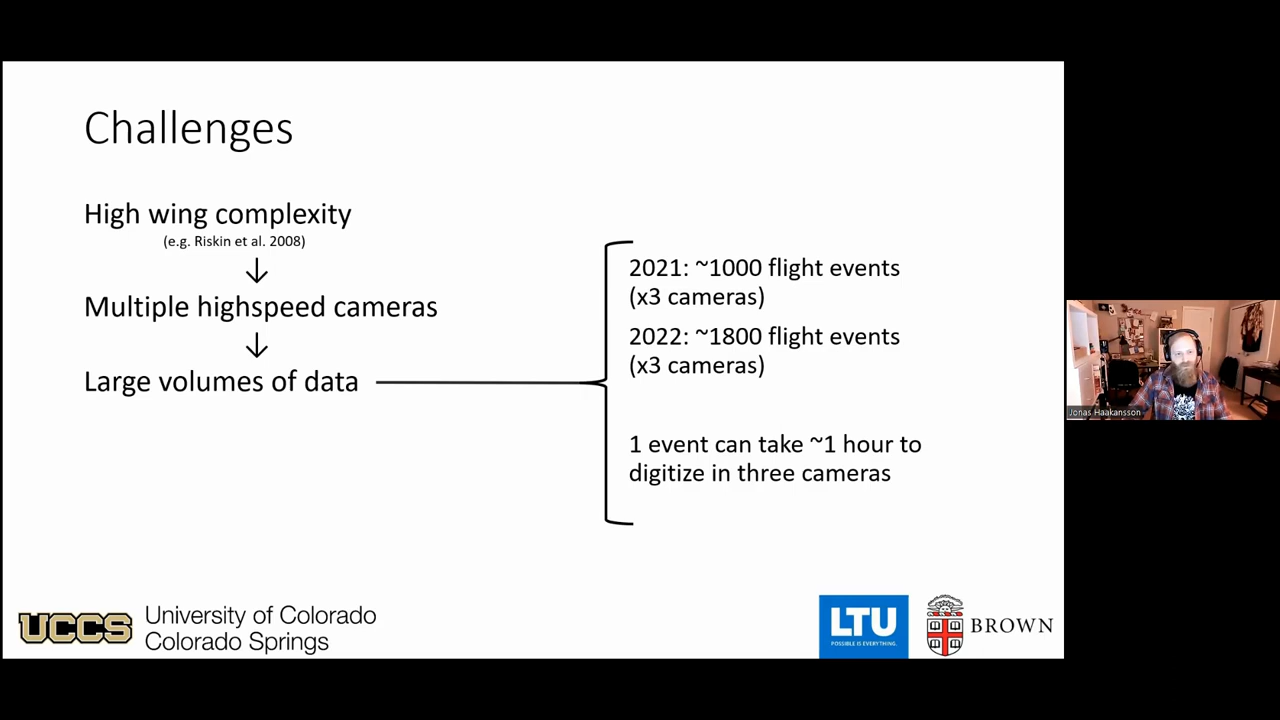 Challenges
High wing complexity
(e.g. Riskin et al. 2008)
↓
Multiple highspeed cameras
↓
Large volumes of data
2021: ~1000 flight events
(x3 cameras)
2022: ~1800 flight events
(x3 cameras)
1 event can take ~1 hour to
digitize in three cameras
Jonas Haakansson
UCCS
University of Colorado
Colorado Springs
LTU
POSSIBLE IS EVERYTHING.
BROWN